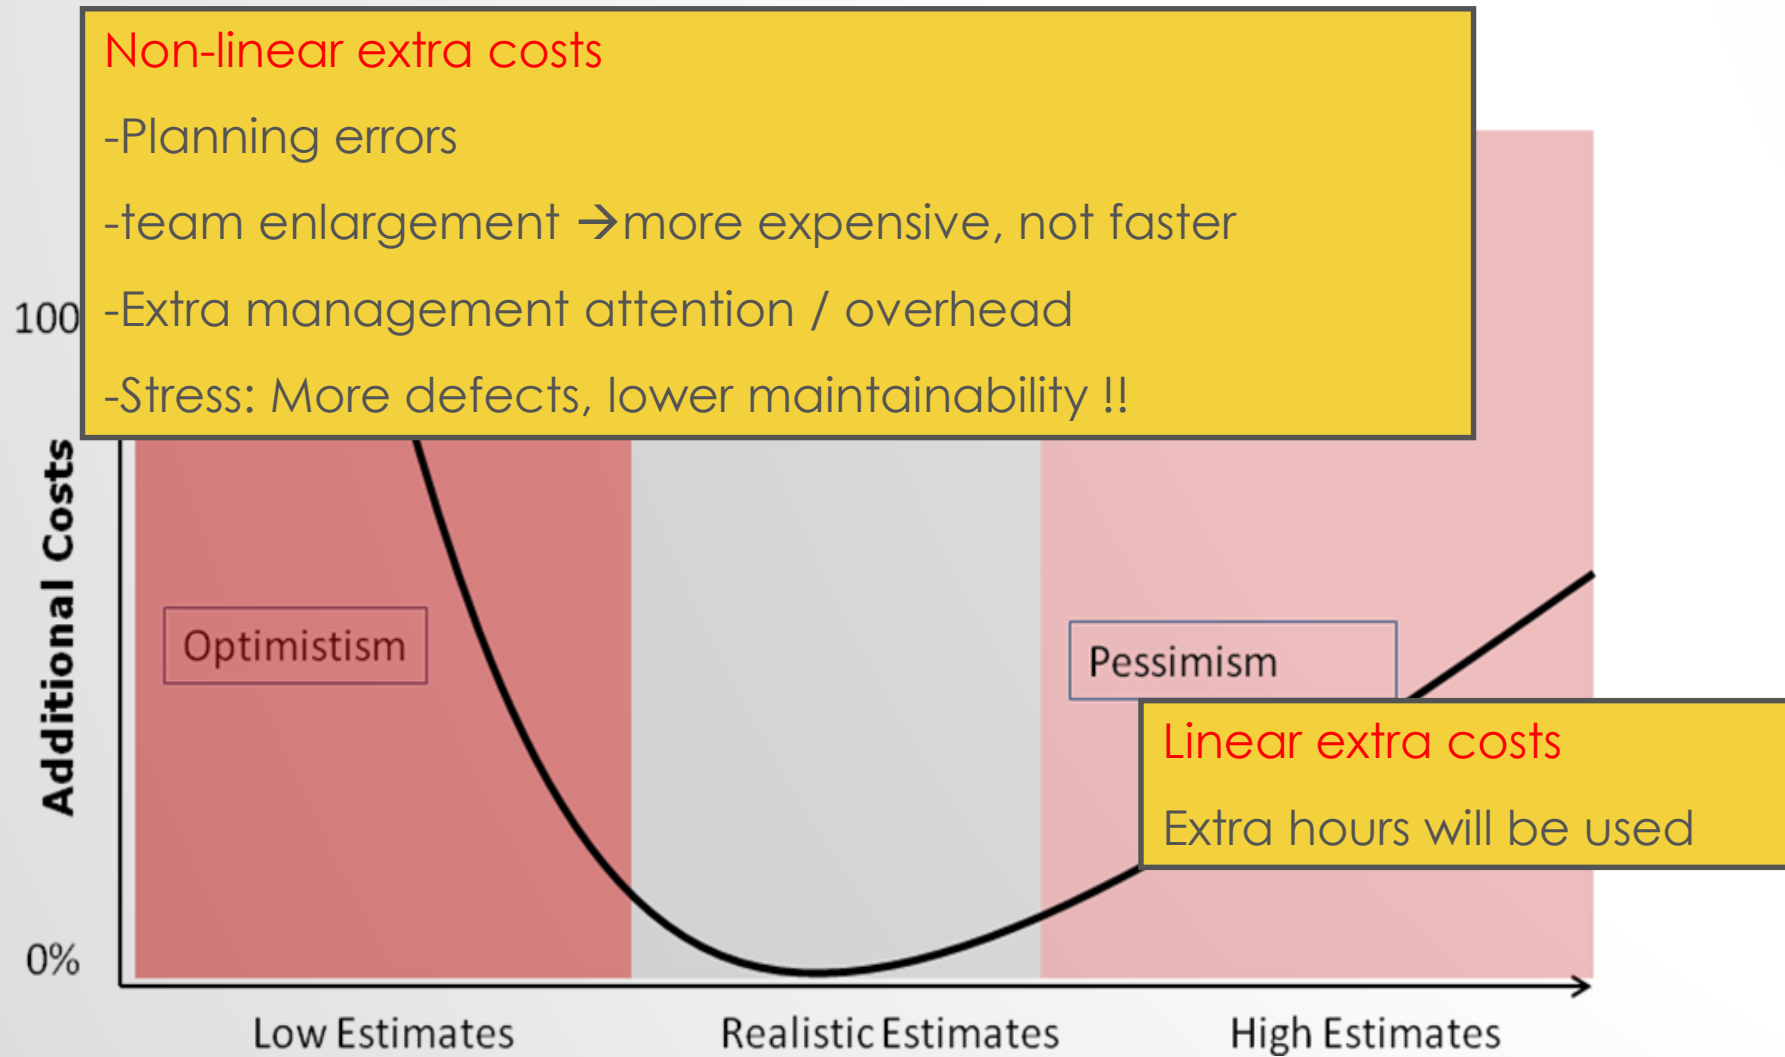 Non-linear extra costs
-Planning errors
-team enlargement →more expensive, not faster
-Extra management attention / overhead
-Stress: More defects, lower maintainability !!
100
Additional Costs
Optimistism
Pessimism
Linear extra costs
Extra hours will be used
0%
Low Estimates
Realistic Estimates
High Estimates